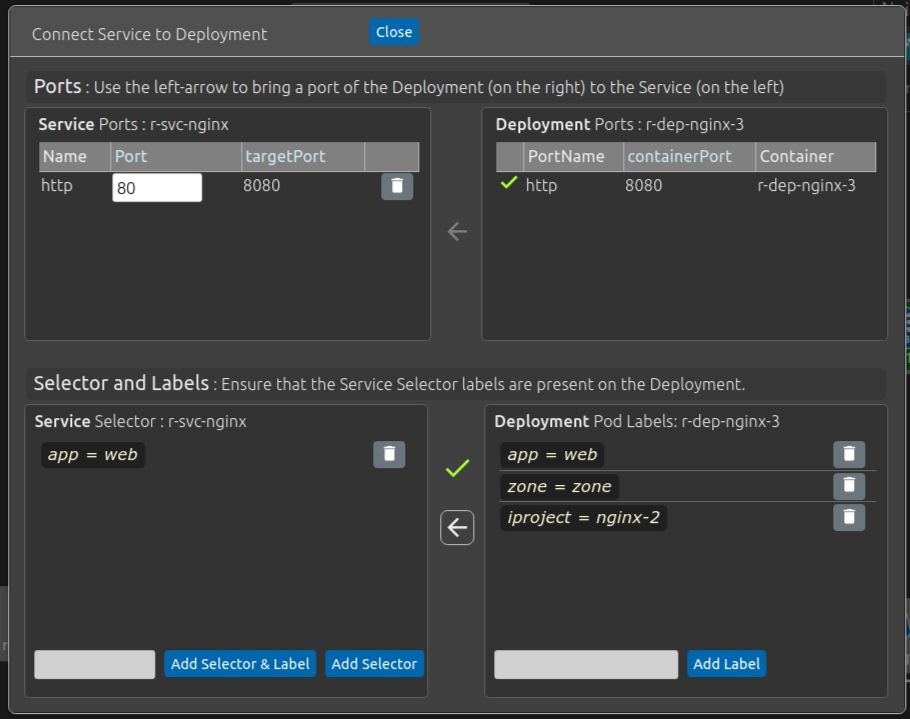 Connect Service to Deployment
Close
Ports : Use the left-arrow to bring a port of the Deployment (on the right) to the Service (on the left)
Service Ports : r-svc-nginx
Name Port targetPort
http 80 8080
Deployment Ports : r-dep-nginx-3
PortName containerPort Container
http 8080 r-dep-nginx-3
Selector and Labels : Ensure that the Service Selector labels are present on the Deployment.
Service Selector : r-svc-nginx
app = web
Add Selector & Label Add Selector
Deployment Pod Labels: r-dep-nginx-3
app = web
zone = zone
iproject = nginx-2
Add Label